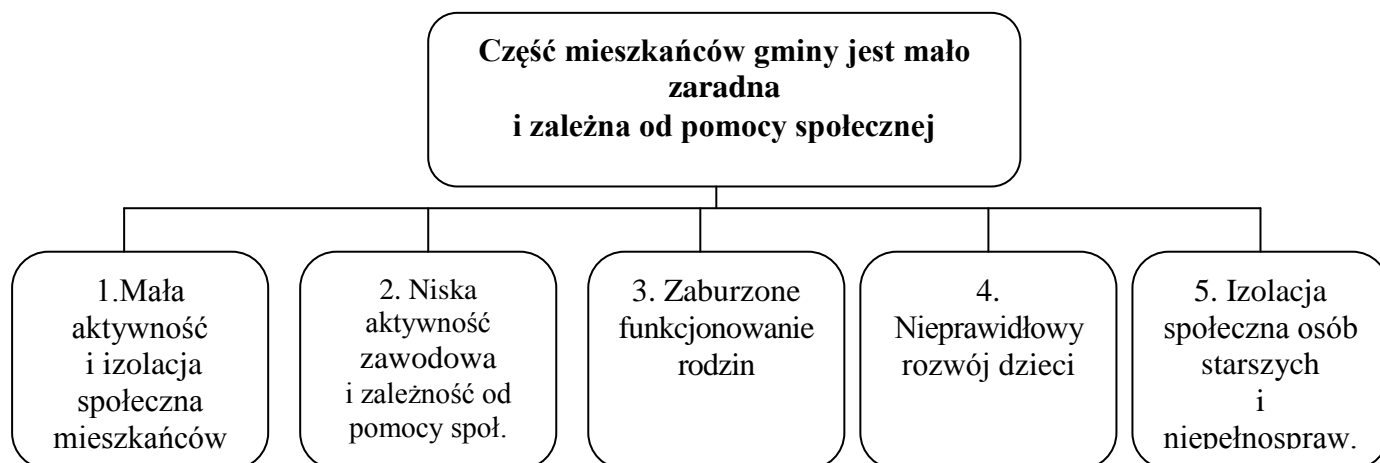 Część mieszkańców gminy jest mało
zaradna
i zależna od pomocy społecznej
1.Mała
aktywność
i izolacja
społeczna
mieszkańców
2. Niska
aktywność
zawodowa
i zależność od
pomocy społ.
3. Zaburzone
funkcjonowanie
rodzin
4.
Nieprawidłowy
rozwój dzieci
5. Izolacja
społeczna osób
starszych
i
niepełnospraw.